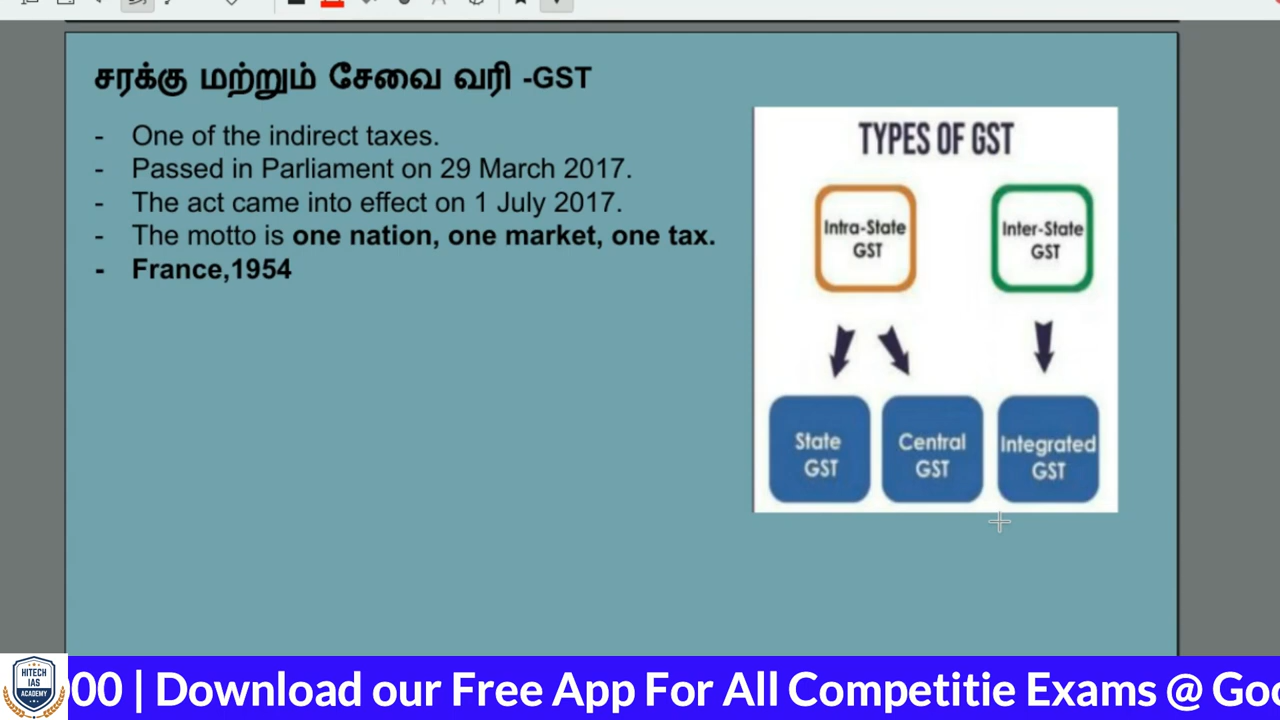 சரக்கு மற்றும் சேவை வரி -GST
- One of the indirect taxes.
- Passed in Parliament on 29 March 2017.
- The act came into effect on 1 July 2017.
- The motto is one nation, one market, one tax.
- France,1954
TYPES OF GST
Intra-State
GST
Inter-State
GST
State
GST
Central
GST
Integrated
GST
HITECH
IAS
ACADEMY
00 | Download our Free App For All Competitie Exams @ Goo